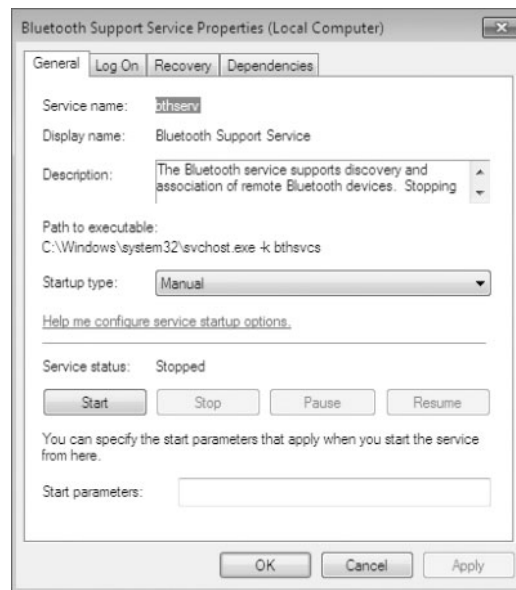 Bluetooth Support Service Properties (Local Computer)
General Log On Recovery Dependencies
Service name: bthserv
Display name: Bluetooth Support Service
Description: The Bluetooth service supports discovery and
association of remote Bluetooth devices. Stopping
Path to executable:
C:\Windows\system32\svchost.exe -k bthsvcs
Startup type: Manual
Help me configure service startup options.
Service status: Stopped
Start Stop Pause Resume
You can specify the start parameters that apply when you start the service
from here.
Start parameters:
OK Cancel Apply